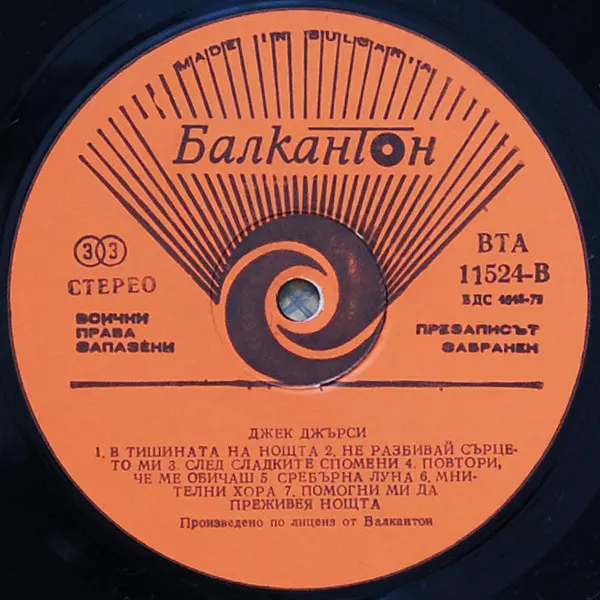 MADE IN BULGARIA
Балкантон
33
СТЕРЕО
ВСИЧКИ
ПРАВА
ЗАПАЗЕНИ
ВТА
11524-В
БДС
ПРЕЗАПИСЪТ
ЗАБРАНЕН
ДЖЕК ДЖЪРСИ
1. В ТИШИНАТА НА НОЩТА 2. НЕ РАЗБИВАЙ СЪРЦЕ-
ТО МИ 3. СЛЕД СЛАДКИТЕ СПОМЕНИ 4. ПОВТОРИ,
ЧЕ МЕ ОБИЧАШ 5. СРЕБЪРНА ЛУНА 6. МНИ-
ТЕЛНИ ХОРА 7. ПОМОГНИ МИ ДА
ПРЕЖИВЕЯ НОЩТА
Произведено по лиценз от Балкантон